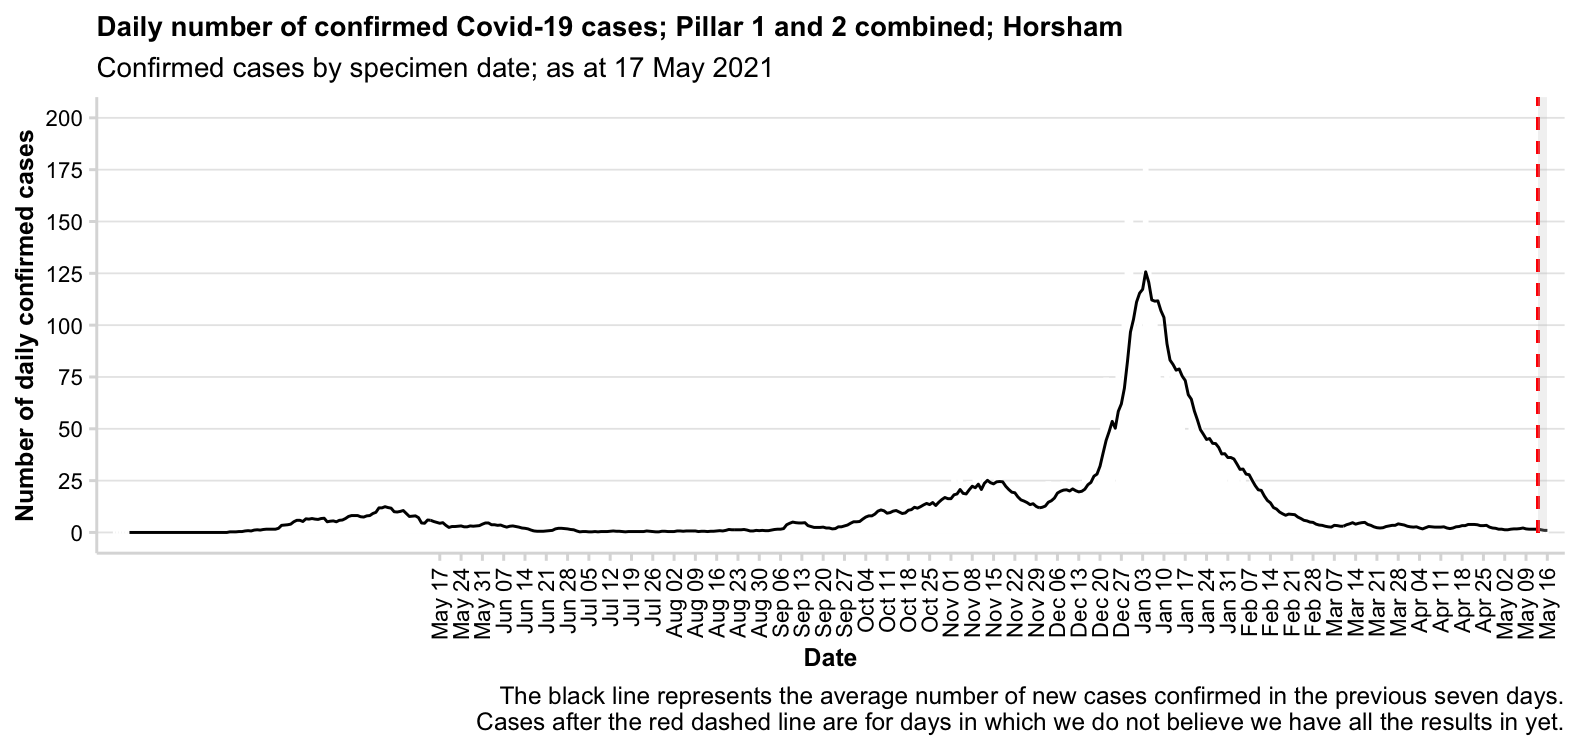 Daily number of confirmed Covid-19 cases; Pillar 1 and 2 combined; Horsham
Confirmed cases by specimen date; as at 17 May 2021
Number of daily confirmed cases
200
175
150
125
100
75
50
25
0
May 17
May 24
May 31
Jun 07
Jun 14
Jun 21
Jun 28
Jul 05
Jul 12
Jul 19
Jul 26
Aug 02
Aug 09
Aug 16
Aug 23
Aug 30
Sep 06
Sep 13
Sep 20
Sep 27
Oct 04
Oct 11
Oct 18
Oct 25
Nov 01
Nov 08
Nov 15
Nov 22
Nov 29
Dec 06
Dec 13
Dec 20
Dec 27
Jan 03
Jan 10
Jan 17
Jan 24
Jan 31
Feb 07
Feb 14
Feb 21
Feb 28
Mar 07
Mar 14
Mar 21
Mar 28
Apr 04
Apr 11
Apr 18
Apr 25
May 02
May 09
May 16
Date
The black line represents the average number of new cases confirmed in the previous seven days.
Cases after the red dashed line are for days in which we do not believe we have all the results in yet.